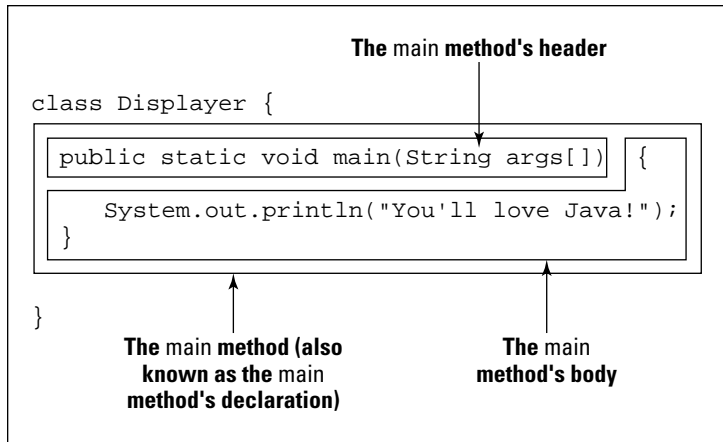 The main method's header
class Displayer {
public static void main(String args[]) {
System.out.println("You'll love Java!");
}
}
The main method (also
known as the main
method's declaration)
The main
method's body